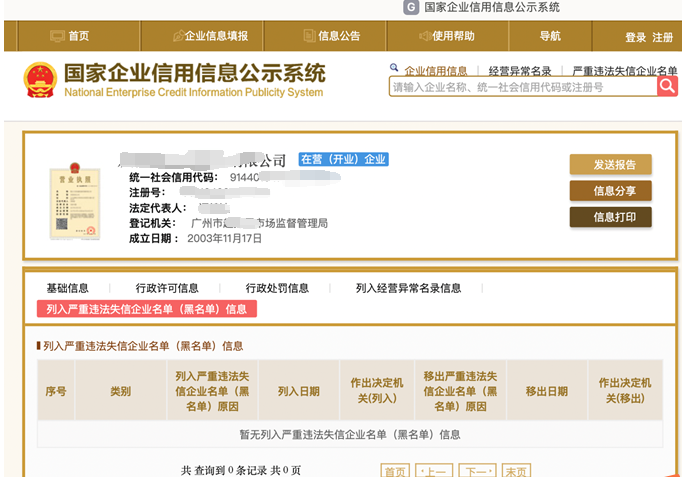 G 国家企业信用信息公示系统
首页 企业信息填报 信息公告 使用帮助 导航 登录 注册
国家企业信用信息公示系统
National Enterprise Credit Information Publicity System
企业信用信息 | 经营异常名录 | 严重违法失信企业名单
请输入企业名称、统一社会信用代码或注册号
限公司 在营（开业）企业
营业执照
统一社会信用代码： 91440
注册号：
法定代表人：
登记机关： 广州市 市场监督管理局
成立日期： 2003年11月17日
发送报告
信息分享
信息打印
基础信息 | 行政许可信息 | 行政处罚信息 | 列入经营异常名录信息 |
列入严重违法失信企业名单（黑名单）信息
列入严重违法失信企业名单（黑名单）信息
序号 类别 列入严重违法失信企业名单（黑名单）原因 列入日期 作出决定机关(列入) 移出严重违法失信企业名单（黑名单）原因 移出日期 作出决定机关(移出)
暂无列入严重违法失信企业名单（黑名单）信息
共 查询到 0 条记录 共 0 页 首页 上一 下一 末页